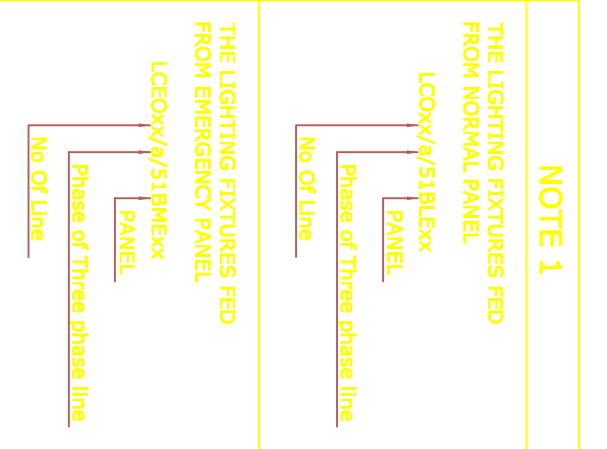 NOTE 1
THE LIGHTING FIXTURES FED
FROM NORMAL PANEL
LCOxx/a/51BLExx
PANEL
Phase of Three phase line
No Of Line
THE LIGHTING FIXTURES FED
FROM EMERGENCY PANEL
LCEOxx/a/51BMExx
PANEL
Phase of Three phase line
No Of Line